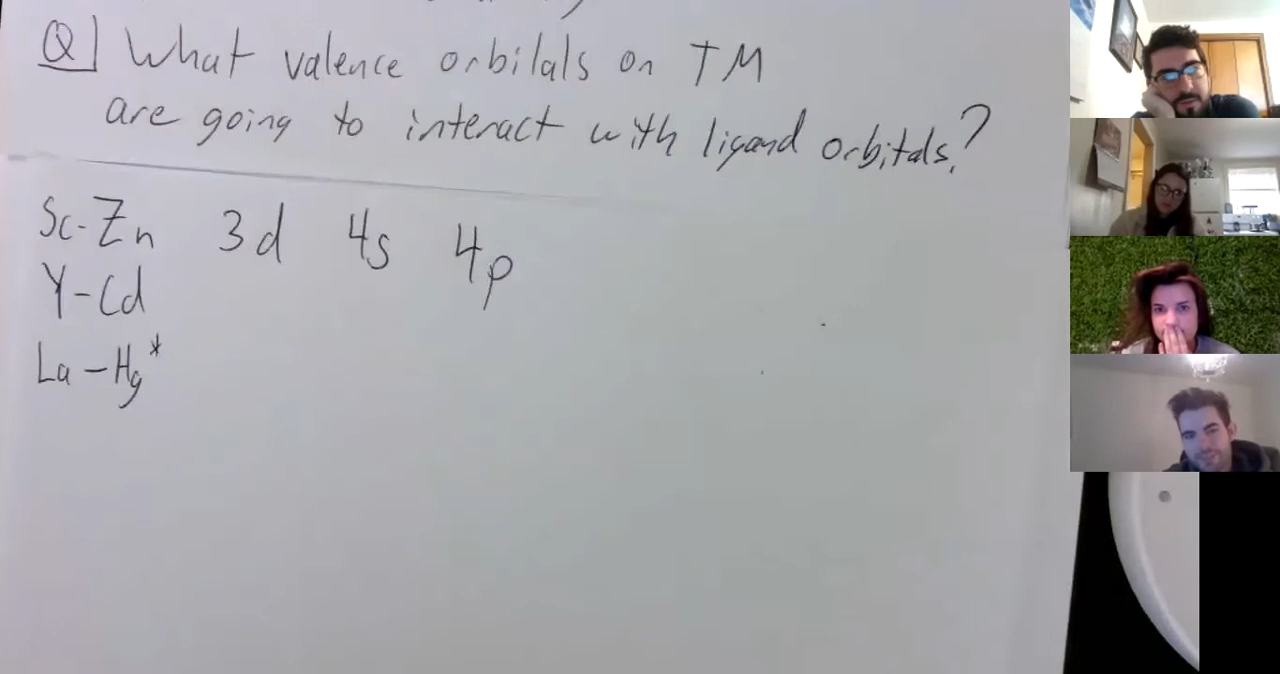 Q] What valence orbitals on TM
are going to interact with ligand orbitals?
Sc-Zn 3d 4s 4p
Y-Cd
La-Hg*